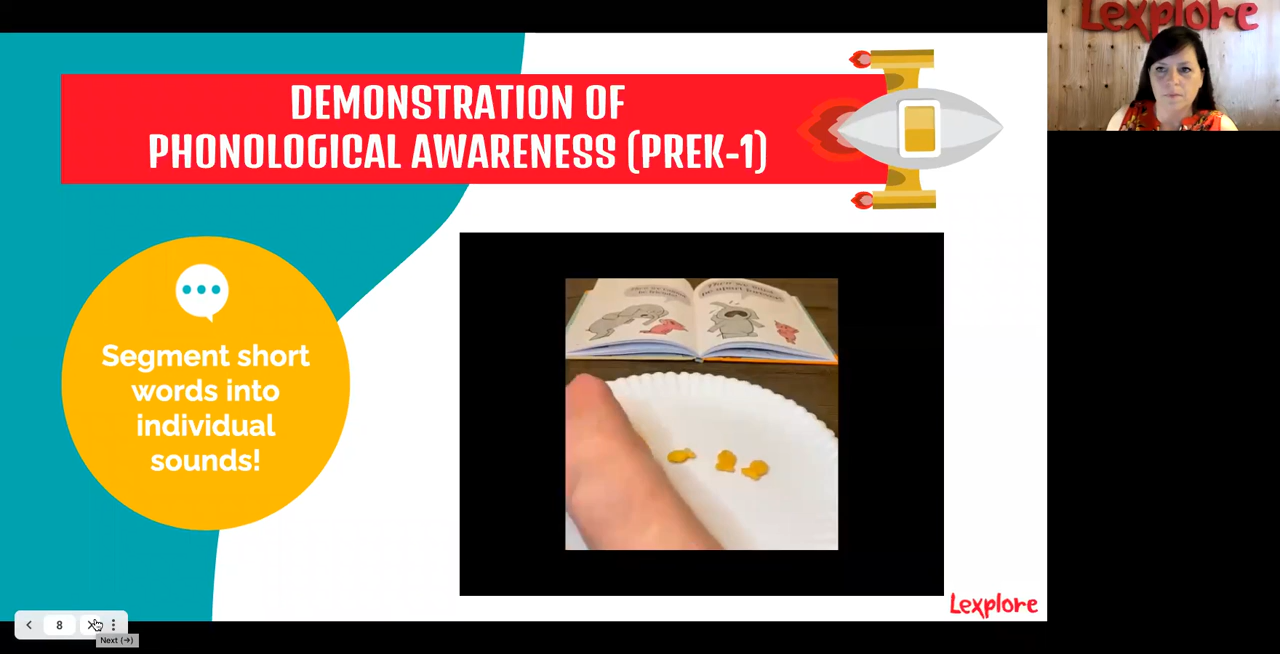 Lexplore
DEMONSTRATION OF
PHONOLOGICAL AWARENESS (PREK-1)
Segment short
words into
individual
sounds!
Lexplore
8
Next (→)